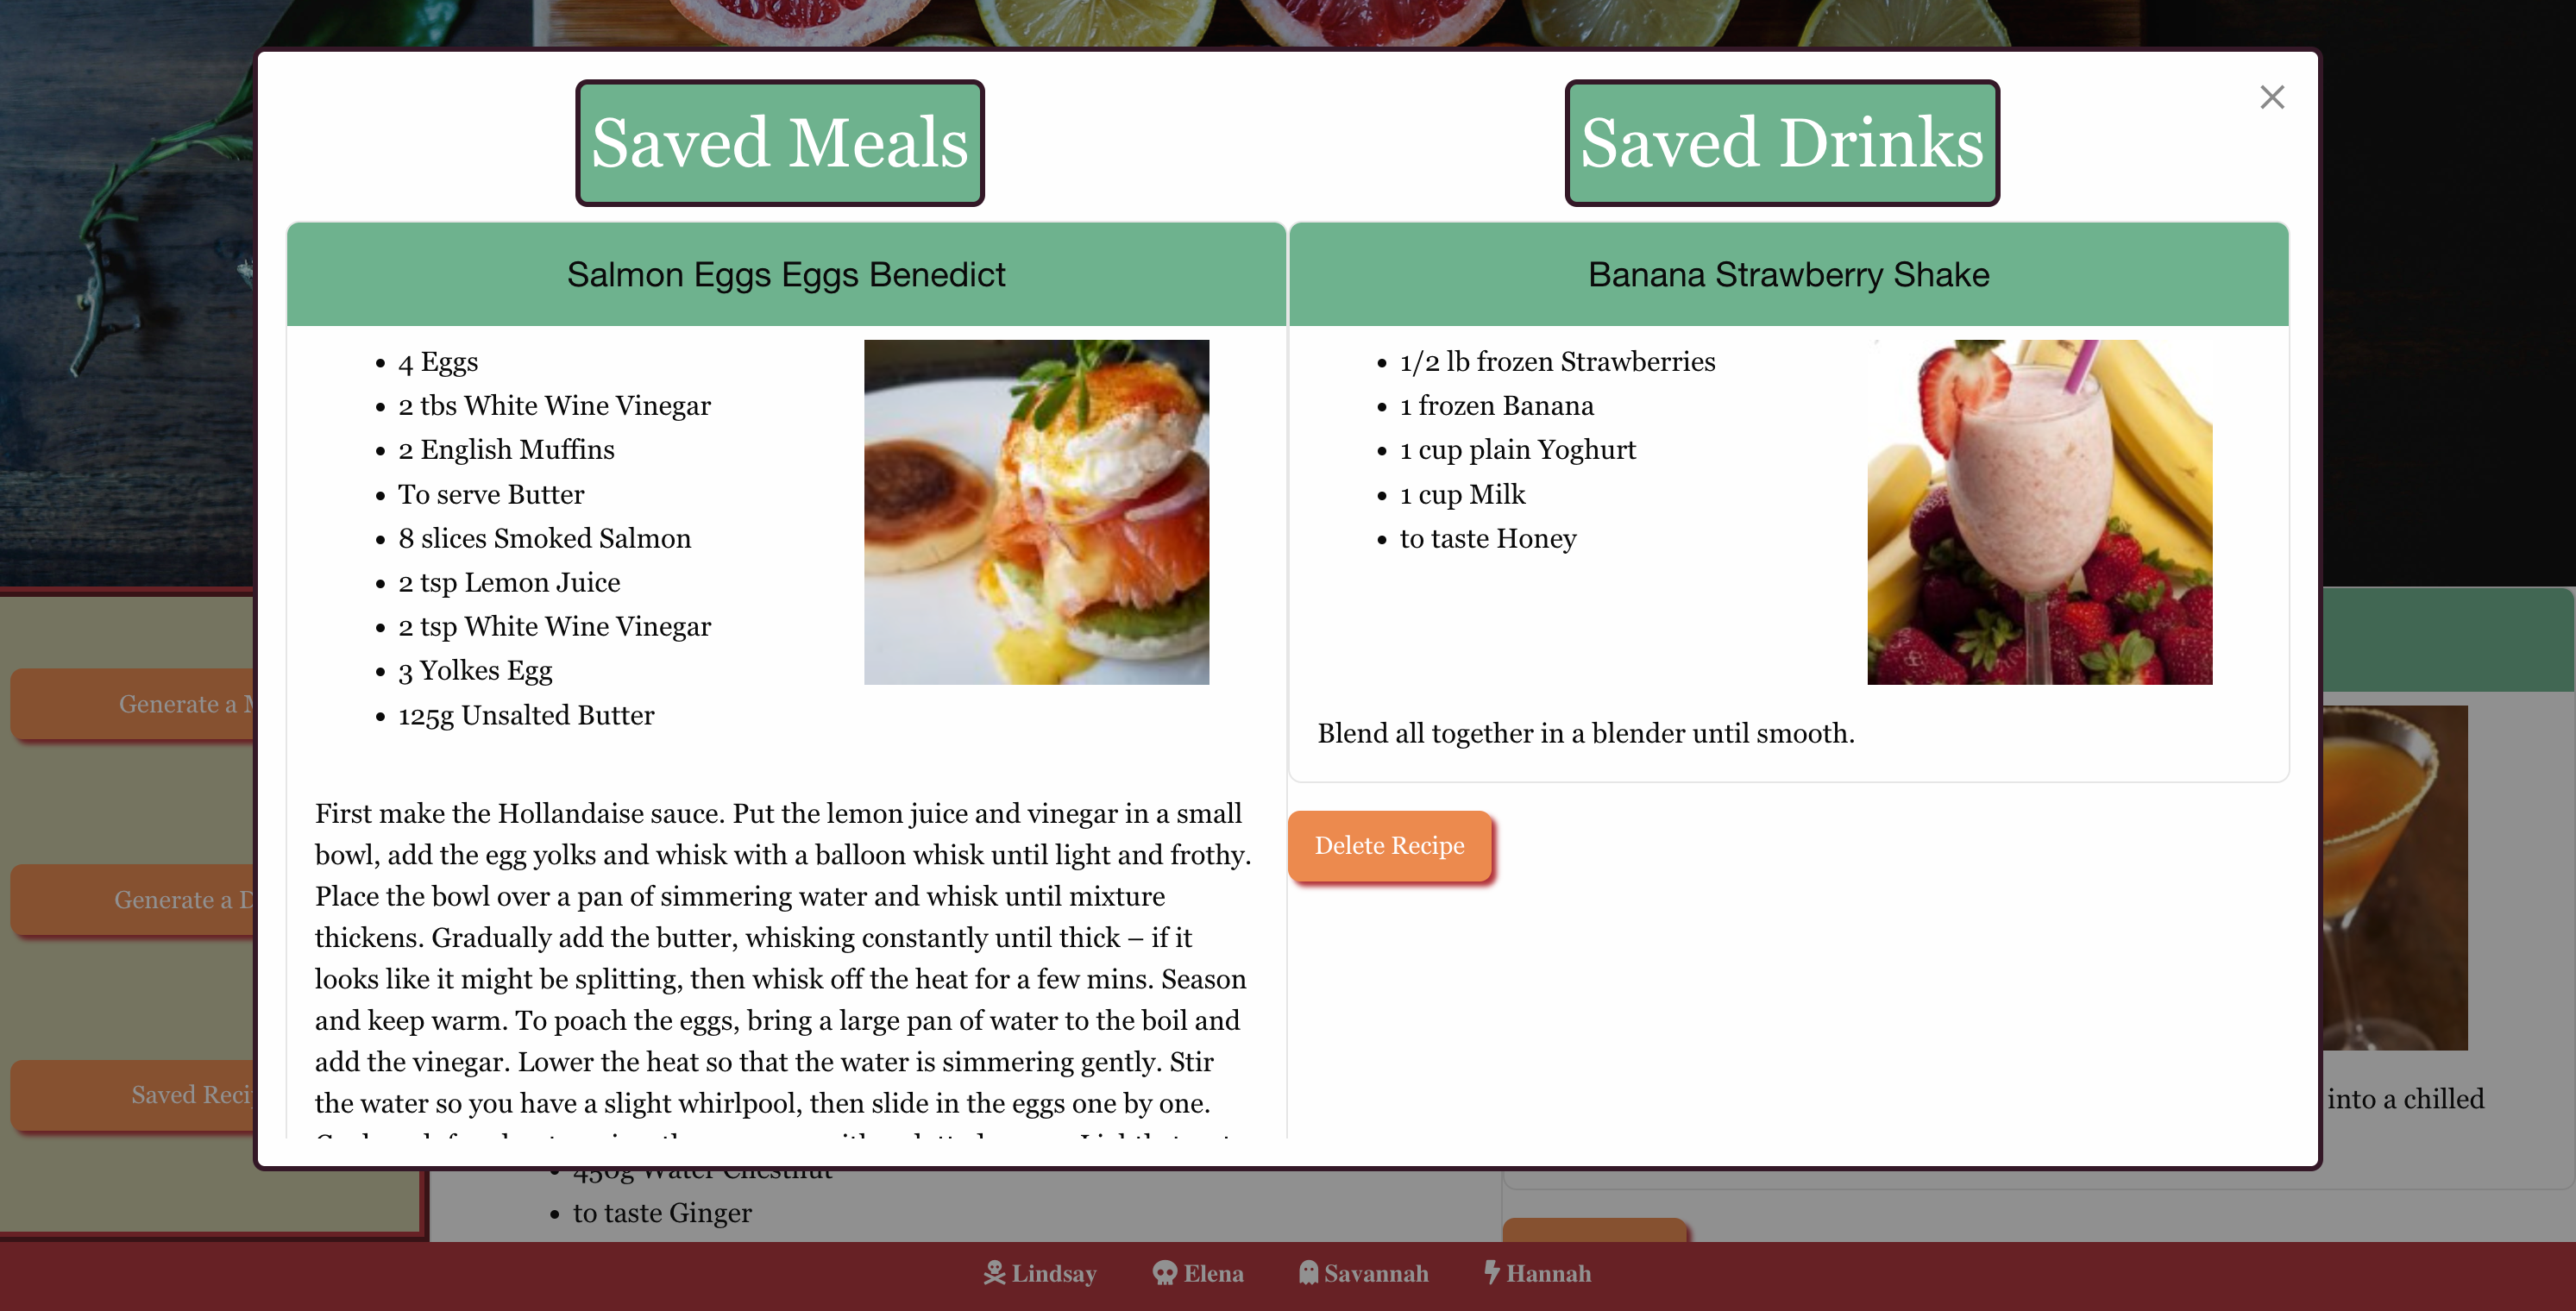 Saved Meals
Saved Drinks
Salmon Eggs Eggs Benedict
4 Eggs
2 tbs White Wine Vinegar
2 English Muffins
To serve Butter
8 slices Smoked Salmon
2 tsp Lemon Juice
2 tsp White Wine Vinegar
3 Yolkes Egg
125g Unsalted Butter
First make the Hollandaise sauce. Put the lemon juice and vinegar in a small
bowl, add the egg yolks and whisk with a balloon whisk until light and frothy.
Place the bowl over a pan of simmering water and whisk until mixture
thickens. Gradually add the butter, whisking constantly until thick – if it
looks like it might be splitting, then whisk off the heat for a few mins. Season
and keep warm. To poach the eggs, bring a large pan of water to the boil and
add the vinegar. Lower the heat so that the water is simmering gently. Stir
the water so you have a slight whirlpool, then slide in the eggs one by one.
Banana Strawberry Shake
1/2 lb frozen Strawberries
1 frozen Banana
1 cup plain Yoghurt
1 cup Milk
to taste Honey
Blend all together in a blender until smooth.
Delete Recipe
Generate a
Generate a
Saved
into a chilled
450g Water Chestnut
to taste Ginger
Lindsay
Elena
Savannah
Hannah